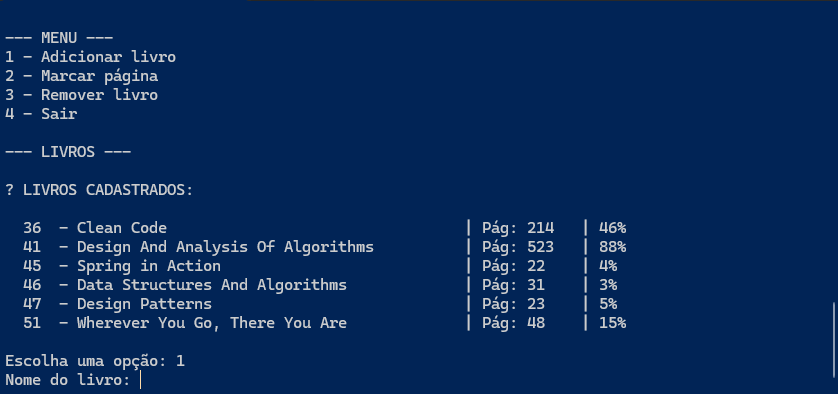 --- MENU ---
1 - Adicionar livro
2 - Marcar página
3 - Remover livro
4 - Sair
--- LIVROS ---
? LIVROS CADASTRADOS:
36 - Clean Code | Pág: 214 | 46%
41 - Design And Analysis Of Algorithms | Pág: 523 | 88%
45 - Spring in Action | Pág: 22 | 4%
46 - Data Structures And Algorithms | Pág: 31 | 3%
47 - Design Patterns | Pág: 23 | 5%
51 - Wherever You Go, There You Are | Pág: 48 | 15%
Escolha uma opção: 1
Nome do livro: